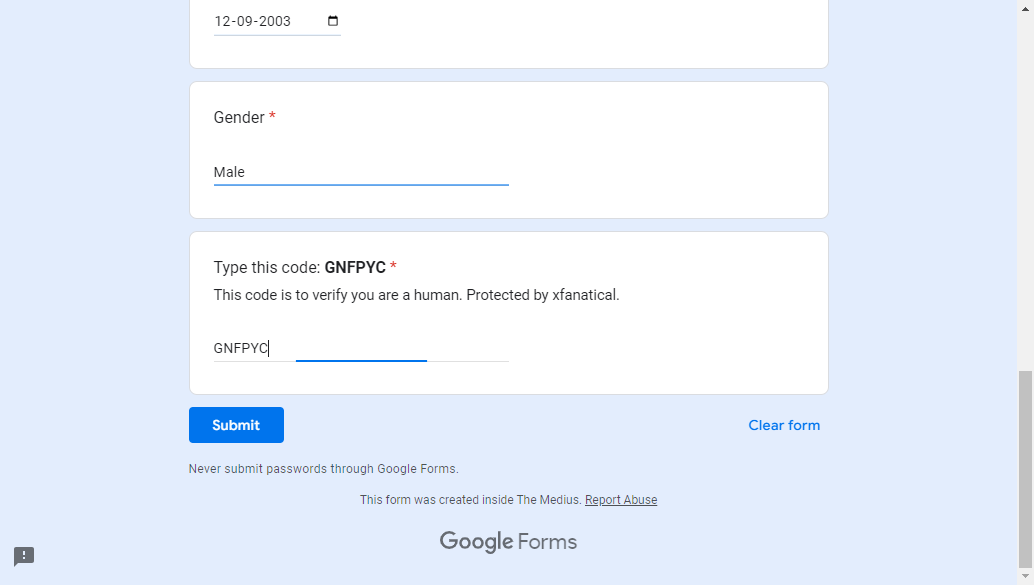 12-09-2003
Gender *
Male
Type this code: GNFPYC *
This code is to verify you are a human. Protected by xfanatical.
GNFPYC
Submit
Clear form
Never submit passwords through Google Forms.
This form was created inside The Medius. Report Abuse
Google Forms